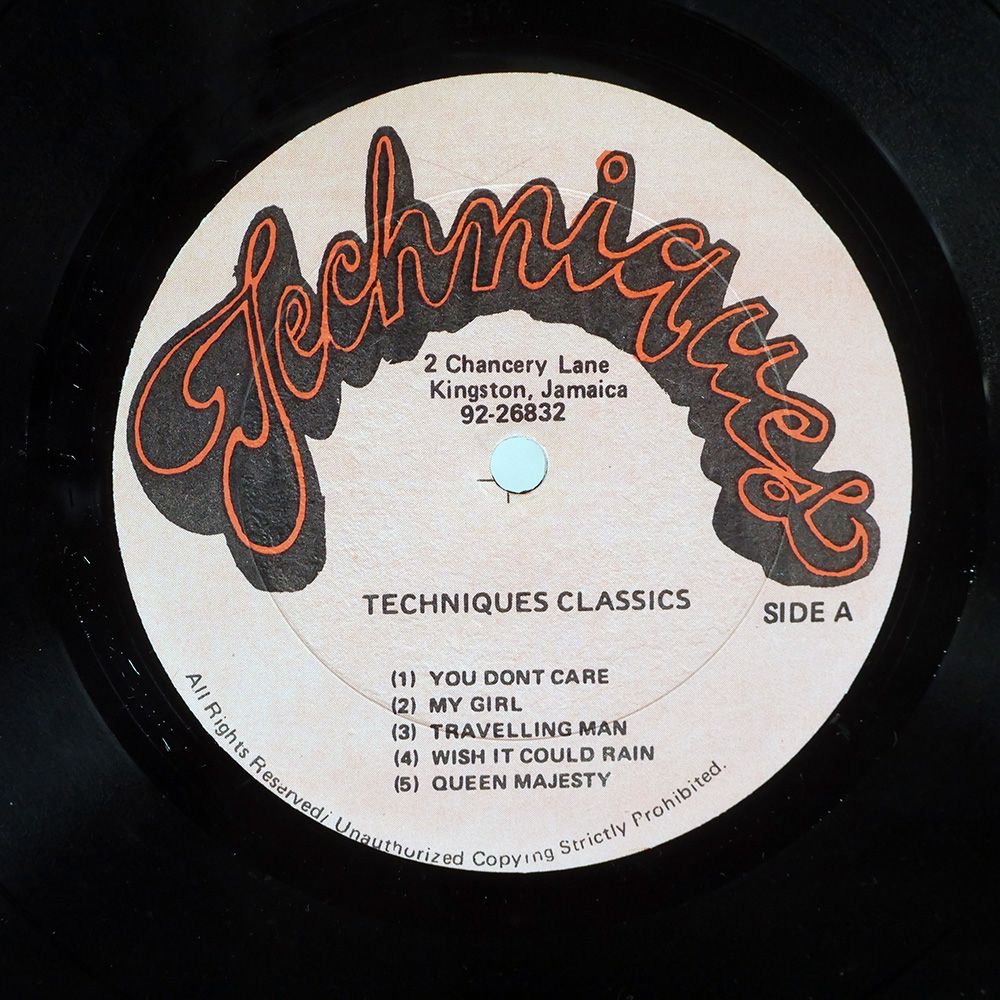 Techniques
2 Chancery Lane
Kingston, Jamaica
92-26832
TECHNIQUES CLASSICS
SIDE A
(1) YOU DONT CARE
(2) MY GIRL
(3) TRAVELLING MAN
(4) WISH IT COULD RAIN
(5) QUEEN MAJESTY
All Rights Reserved/ Unauthorized Copying Strictly Prohibited.